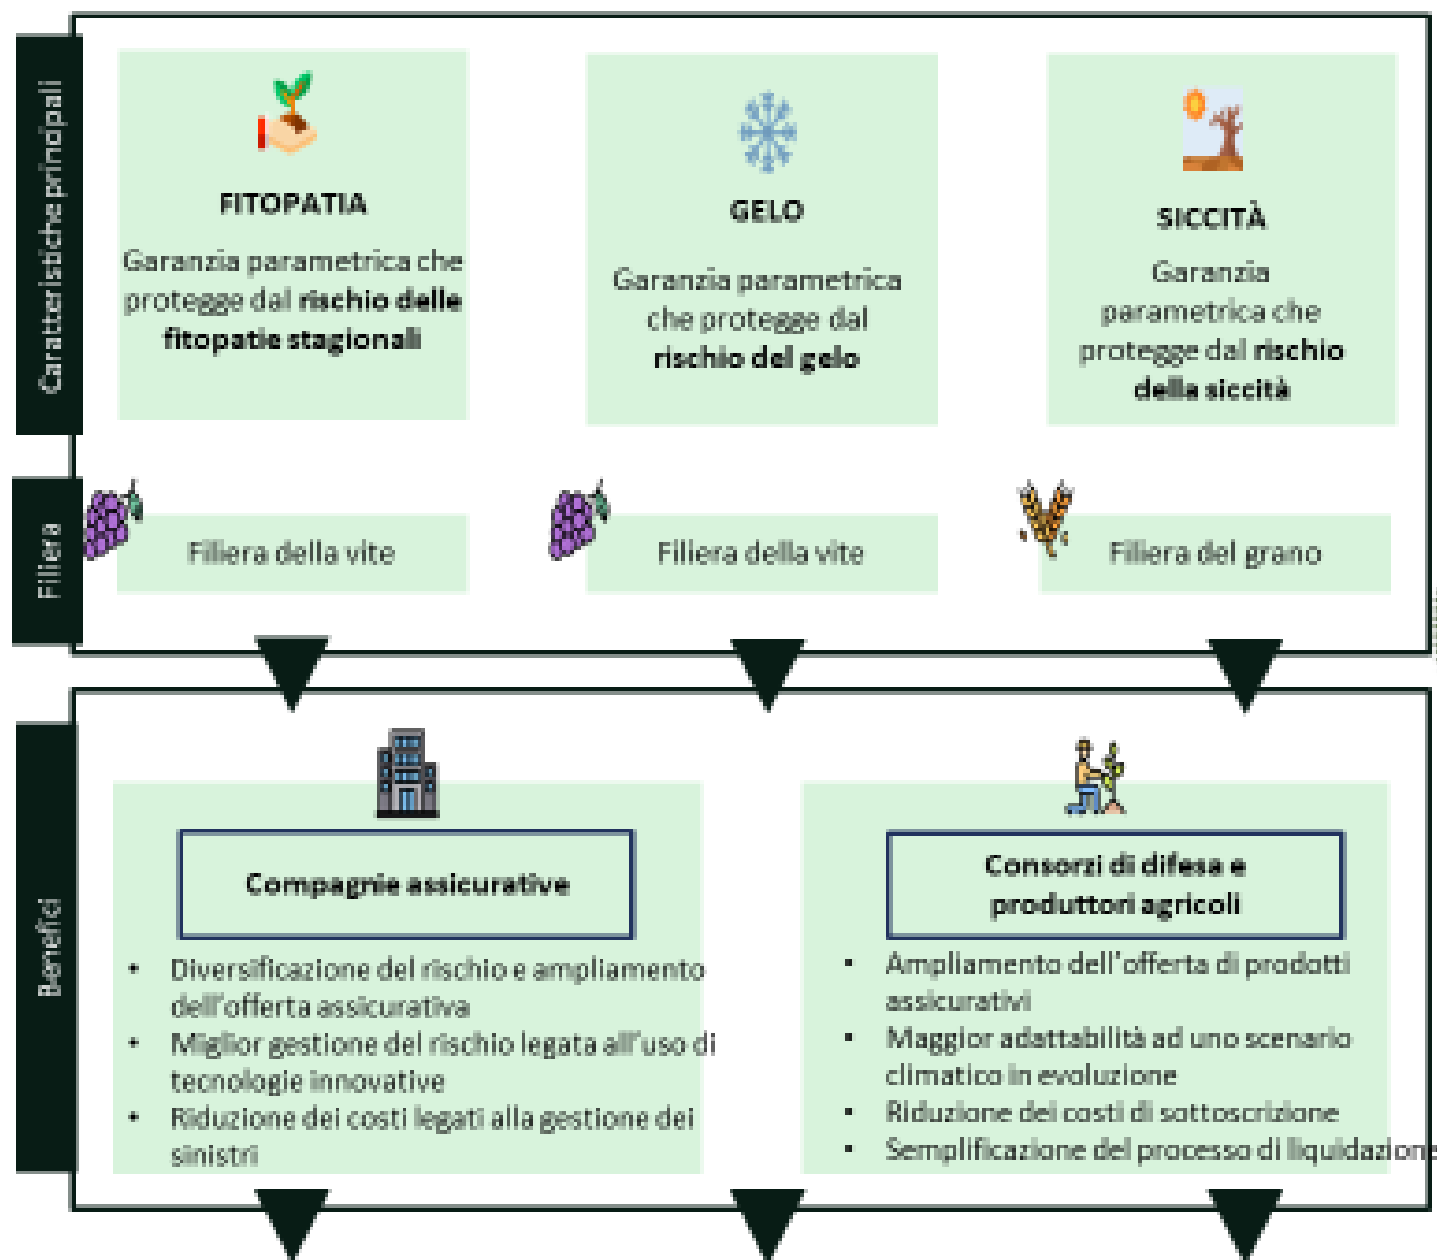 Caratteristiche principali
FITOPATIA
Garanzia parametrica che
protegge dal rischio delle
fitopatie stagionali
GELO
Garanzia parametrica
che protegge dal
rischio del gelo
SICCITÀ
Garanzia
parametrica che
protegge dal rischio
della siccità
Filiera
Filiera della vite
Filiera della vite
Filiera del grano
Benefici
Compagnie assicurative
• Diversificazione del rischio e ampliamento
dell'offerta assicurativa
• Miglior gestione del rischio legata all'uso di
tecnologie innovative
• Riduzione dei costi legati alla gestione dei
sinistri
Consorzi di difesa e
produttori agricoli
▪ Ampliamento dell'offerta di prodotti
assicurativi
▪ Maggior adattabilità ad uno scenario
climatico in evoluzione
▪ Riduzione dei costi di sottoscrizione
▪ Semplificazione del processo di liquidazione